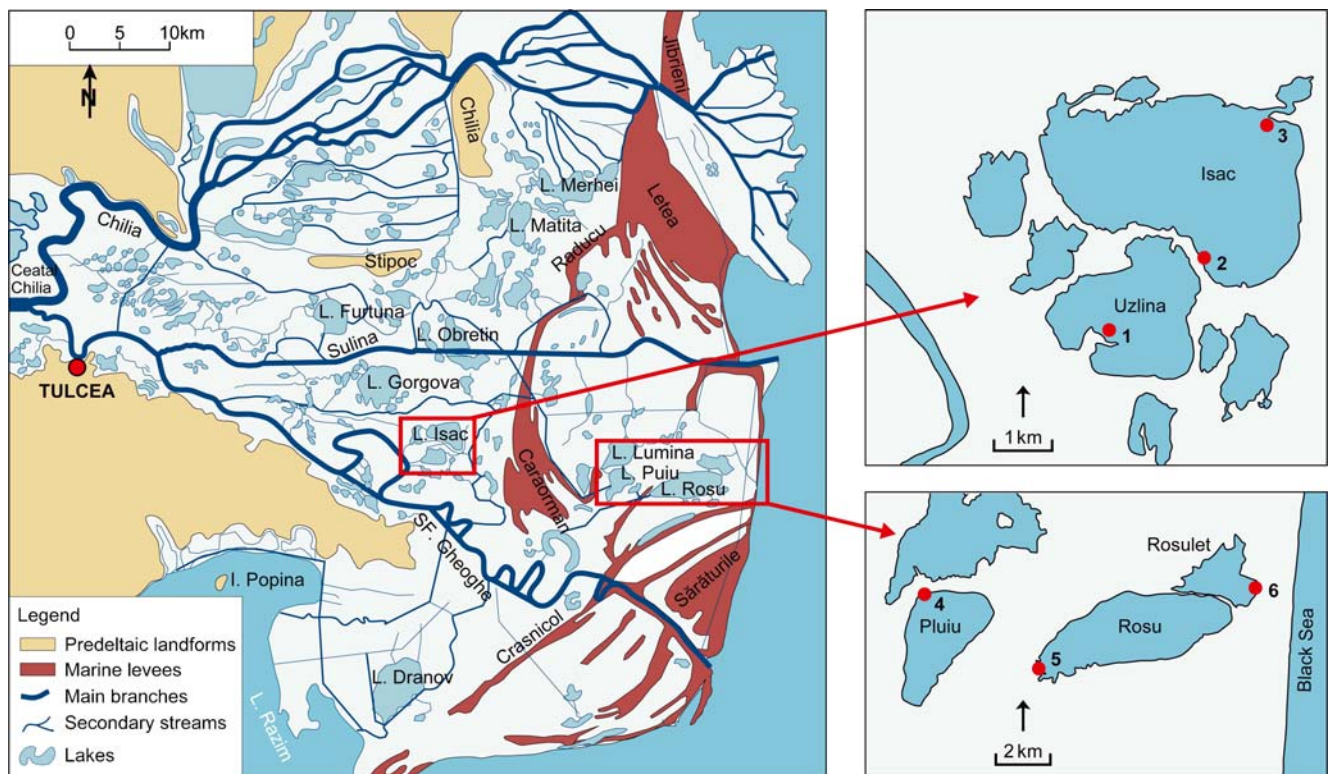 0 5 10km
N
Jibrieni
Chilia
L. Merhei
Letea
L. Matita
Chilia
Raducu
Ceatal
Chilia
Stipoc
L. Furtuna
L. Obretin
Sulina
TULCEA
L. Gorgova
L. Isac
L. Lumina
L. Puiu
L. Rosu
Caraorman
SF. Gheoghe
Sărăturile
I. Popina
Crasnicol
L. Dranov
L. Razim
Legend
Predeltaic landforms
Marine levees
Main branches
Secondary streams
Lakes
3
Isac
2
Uzlina
1
1 km
Rosulet
6
4
Pluiu
Rosu
5
Black Sea
2 km